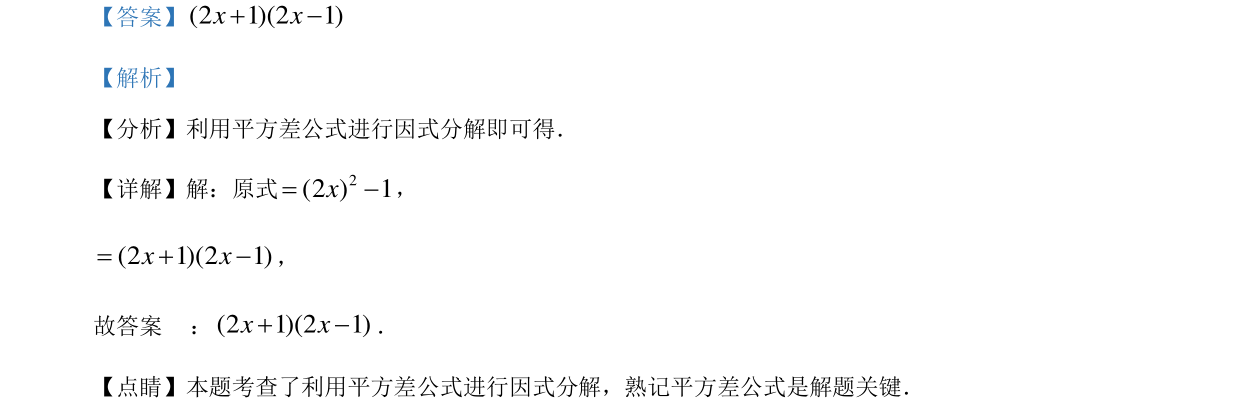 【答案】(2x+1)(2x−1)
【解析】
【分析】利用平方差公式进行因式分解即可得．
【详解】解：原式=(2x)²−1，
=(2x+1)(2x−1)，
故答案 ：(2x+1)(2x−1)．
【点睛】本题考查了利用平方差公式进行因式分解，熟记平方差公式是解题关键．